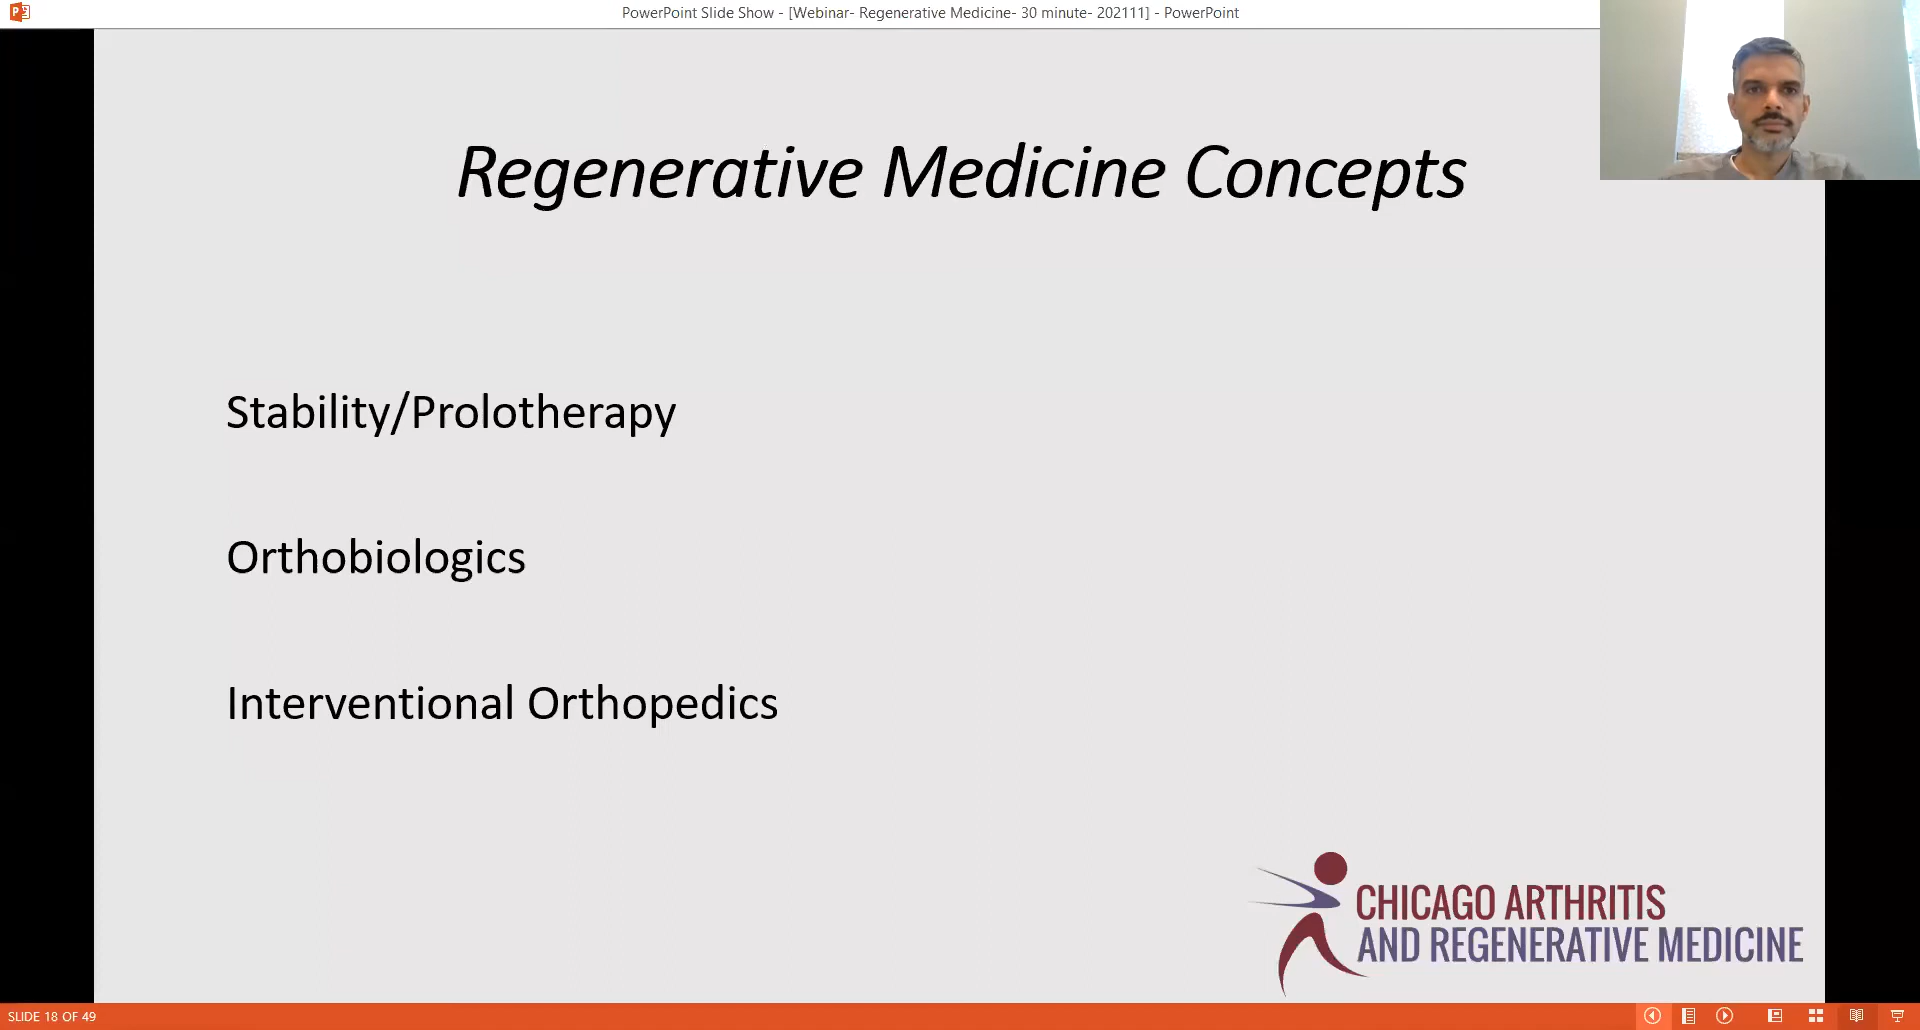 PowerPoint Slide Show - [Webinar- Regenerative Medicine- 30 minute- 202111] - PowerPoint
Regenerative Medicine Concepts
Stability/Prolotherapy
Orthobiologics
Interventional Orthopedics
CHICAGO ARTHRITIS
AND REGENERATIVE MEDICINE
SLIDE 18 OF 49